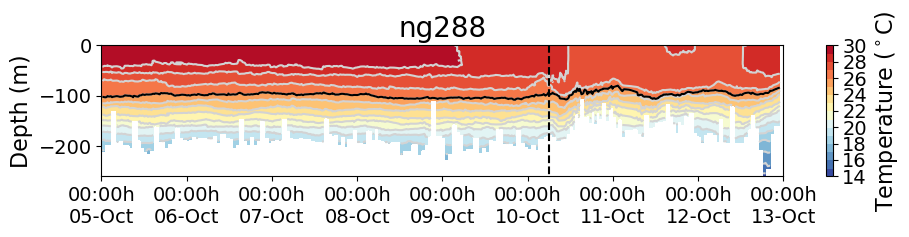 ng288
Depth (m)
0
−100
−200
00:00h 00:00h 00:00h 00:00h 00:00h 00:00h 00:00h 00:00h 00:00h
05-Oct 06-Oct 07-Oct 08-Oct 09-Oct 10-Oct 11-Oct 12-Oct 13-Oct
30
28
26
24
22
20
18
16
14
Temperature (°C)